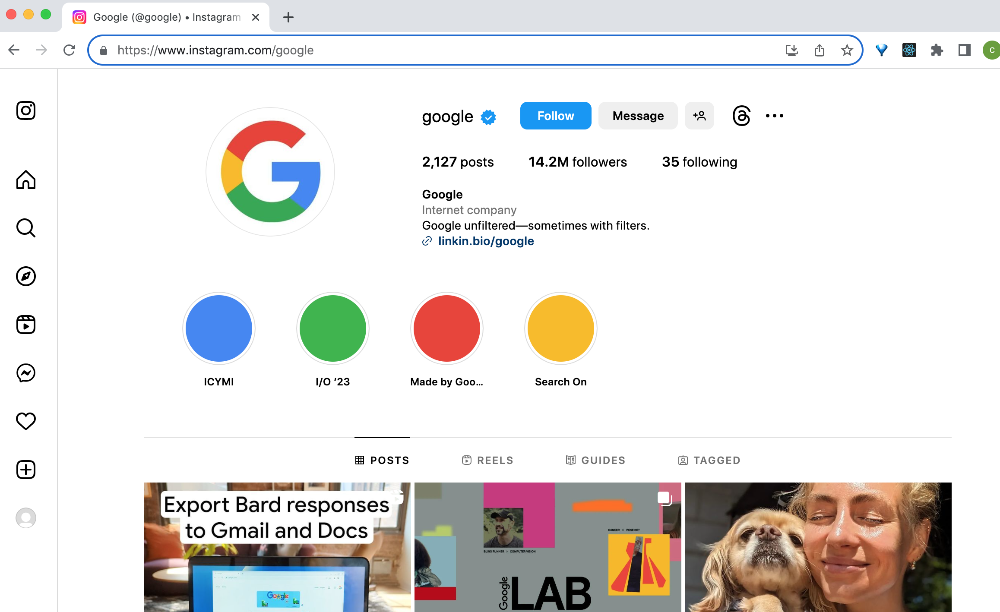 Google (@google) • Instagram
https://www.instagram.com/google
C
google
Follow
Message
2,127 posts
14.2M followers
35 following
Google
Internet company
Google unfiltered—sometimes with filters.
linkin.bio/google
ICYMI
I/O ‘23
Made by Goo...
Search On
POSTS
REELS
GUIDES
TAGGED
Export Bard responses
to Gmail and Docs
Google
DANCER × POSE NET
BLIND RUNNER × COMPUTER VISION
Google
LAB